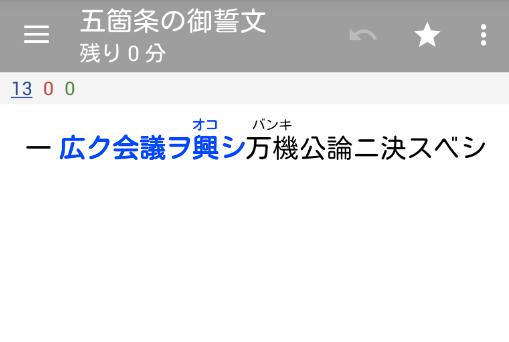 五箇条の御誓文
残り 0 分
13 0 0
オコ バンキ
一 広ク会議ヲ興シ万機公論ニ決スベシ